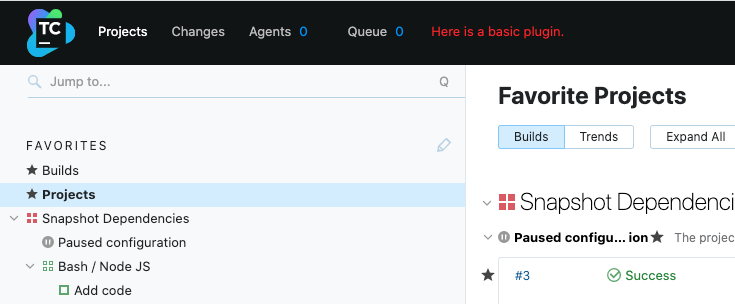 TC Projects Changes Agents 0 Queue 0 Here is a basic plugin.
Jump to... Q
FAVORITES
Builds
Projects
Snapshot Dependencies
Paused configuration
Bash / Node JS
Add code
Favorite Projects
Builds Trends Expand All
Snapshot Dependenci
Paused configu... ion The projec
#3 Success